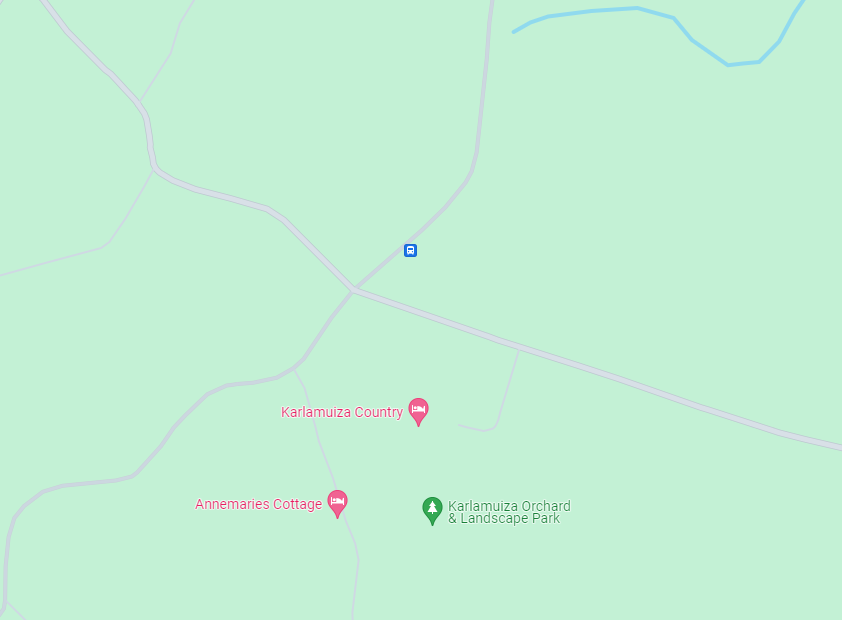 Karlamuiza Country
Annemaries Cottage
Karlamuiza Orchard
& Landscape Park